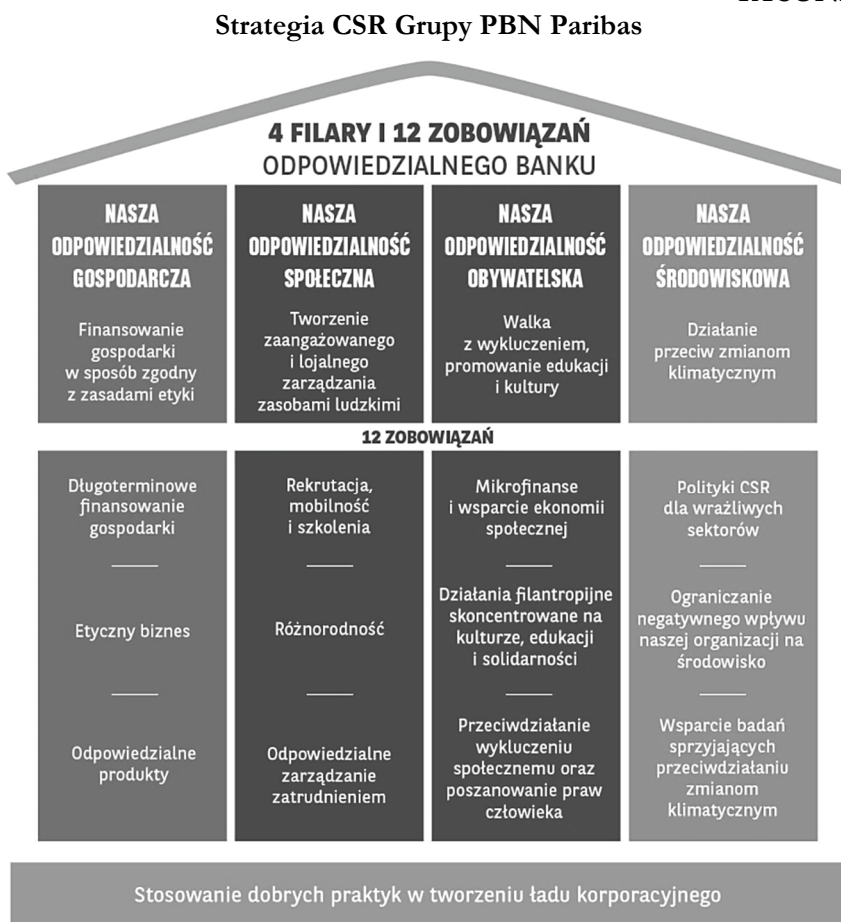 Strategia CSR Grupy PBN Paribas
4 FILARY I 12 ZOBOWIĄZAŃ
ODPOWIEDZIALNEGO BANKU
NASZA
ODPOWIEDZIALNOŚĆ
GOSPODARCZA
Finansowanie
gospodarki
w sposób zgodny
z zasadami etyki
NASZA
ODPOWIEDZIALNOŚĆ
SPOŁECZNA
Tworzenie
zaangażowanego
i lojalnego
zarządzania
zasobami ludzkimi
NASZA
ODPOWIEDZIALNOŚĆ
OBYWATELSKA
Walka
z wykluczeniem,
promowanie edukacji
i kultury
NASZA
ODPOWIEDZIALNOŚĆ
ŚRODOWISKOWA
Działanie
przeciw zmianom
klimatycznym
12 ZOBOWIĄZAŃ
Długoterminowe
finansowanie
gospodarki
Etyczny biznes
Odpowiedzialne
produkty
Rekrutacja,
mobilność
i szkolenia
Różnorodność
Odpowiedzialne
zarządzanie
zatrudnieniem
Mikrofinanse
i wsparcie ekonomii
społecznej
Działania filantropijne
skoncentrowane na
kulturze, edukacji
i solidarności
Przeciwdziałanie
wykluczeniu
społecznemu oraz
poszanowanie praw
człowieka
Polityki CSR
dla wrażliwych
sektorów
Ograniczanie
negatywnego wpływu
naszej organizacji na
środowisko
Wsparcie badań
sprzyjających
przeciwdziałaniu
zmianom
klimatycznym
Stosowanie dobrych praktyk w tworzeniu ładu korporacyjnego